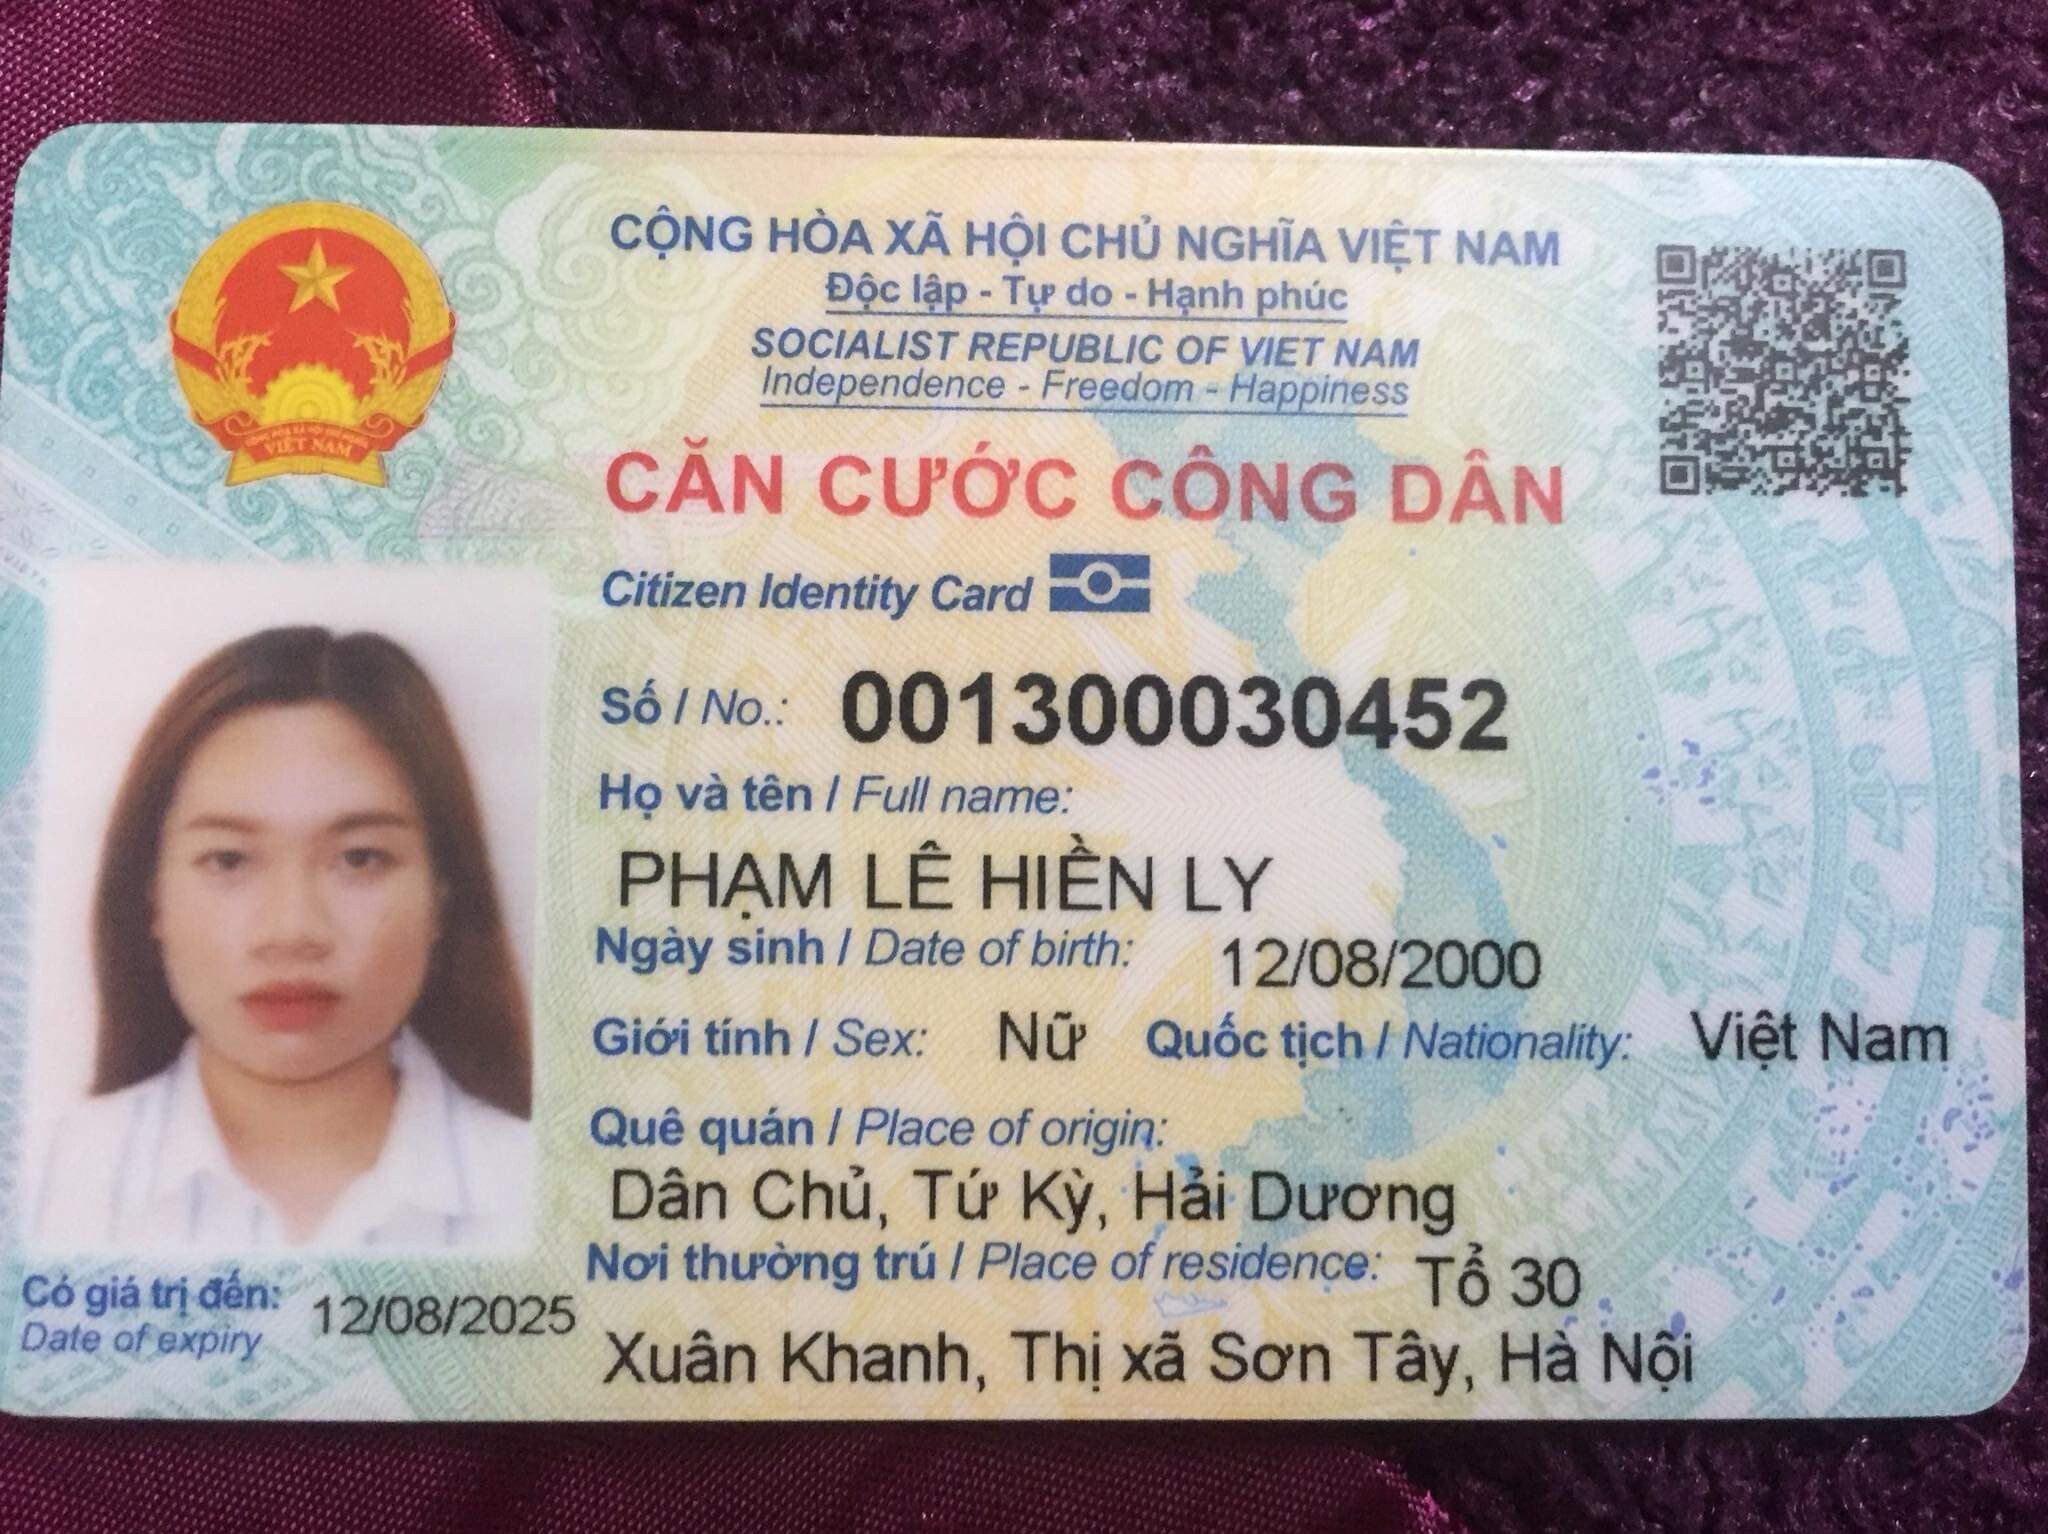 CỘNG HÒA XÃ HỘI CHỦ NGHĨA VIỆT NAM
Độc lập - Tự do - Hạnh phúc
SOCIALIST REPUBLIC OF VIET NAM
Independence - Freedom - Happiness
CĂN CƯỚC CÔNG DÂN
Citizen Identity Card
Số / No.: 001300030452
Họ và tên / Full name:
PHẠM LÊ HIỀN LY
Ngày sinh / Date of birth: 12/08/2000
Giới tính / Sex: Nữ Quốc tịch / Nationality: Việt Nam
Quê quán / Place of origin:
Dân Chủ, Tứ Kỳ, Hải Dương
Nơi thường trú / Place of residence: Tổ 30
Xuân Khanh, Thị xã Sơn Tây, Hà Nội
Có giá trị đến: 12/08/2025
Date of expiry
VIỆT NAM